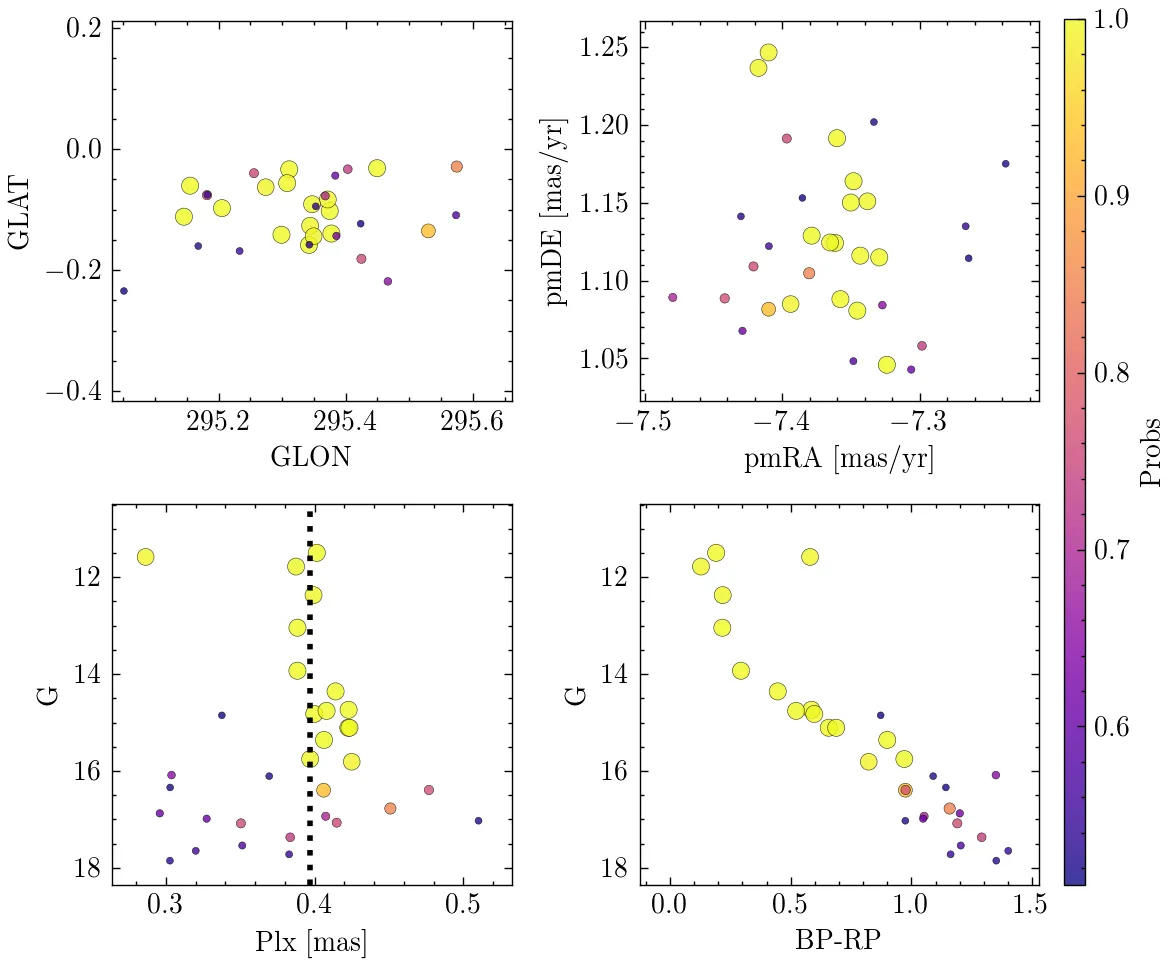 0.2
0.0
−0.2
−0.4
GLAT
295.2 295.4 295.6
GLON
1.25
1.20
1.15
1.10
1.05
pmDE [mas/yr]
−7.5 −7.4 −7.3
pmRA [mas/yr]
12
14
16
18
G
0.3 0.4 0.5
Plx [mas]
12
14
16
18
G
0.0 0.5 1.0 1.5
BP-RP
1.0
0.9
0.8
0.7
0.6
Probs